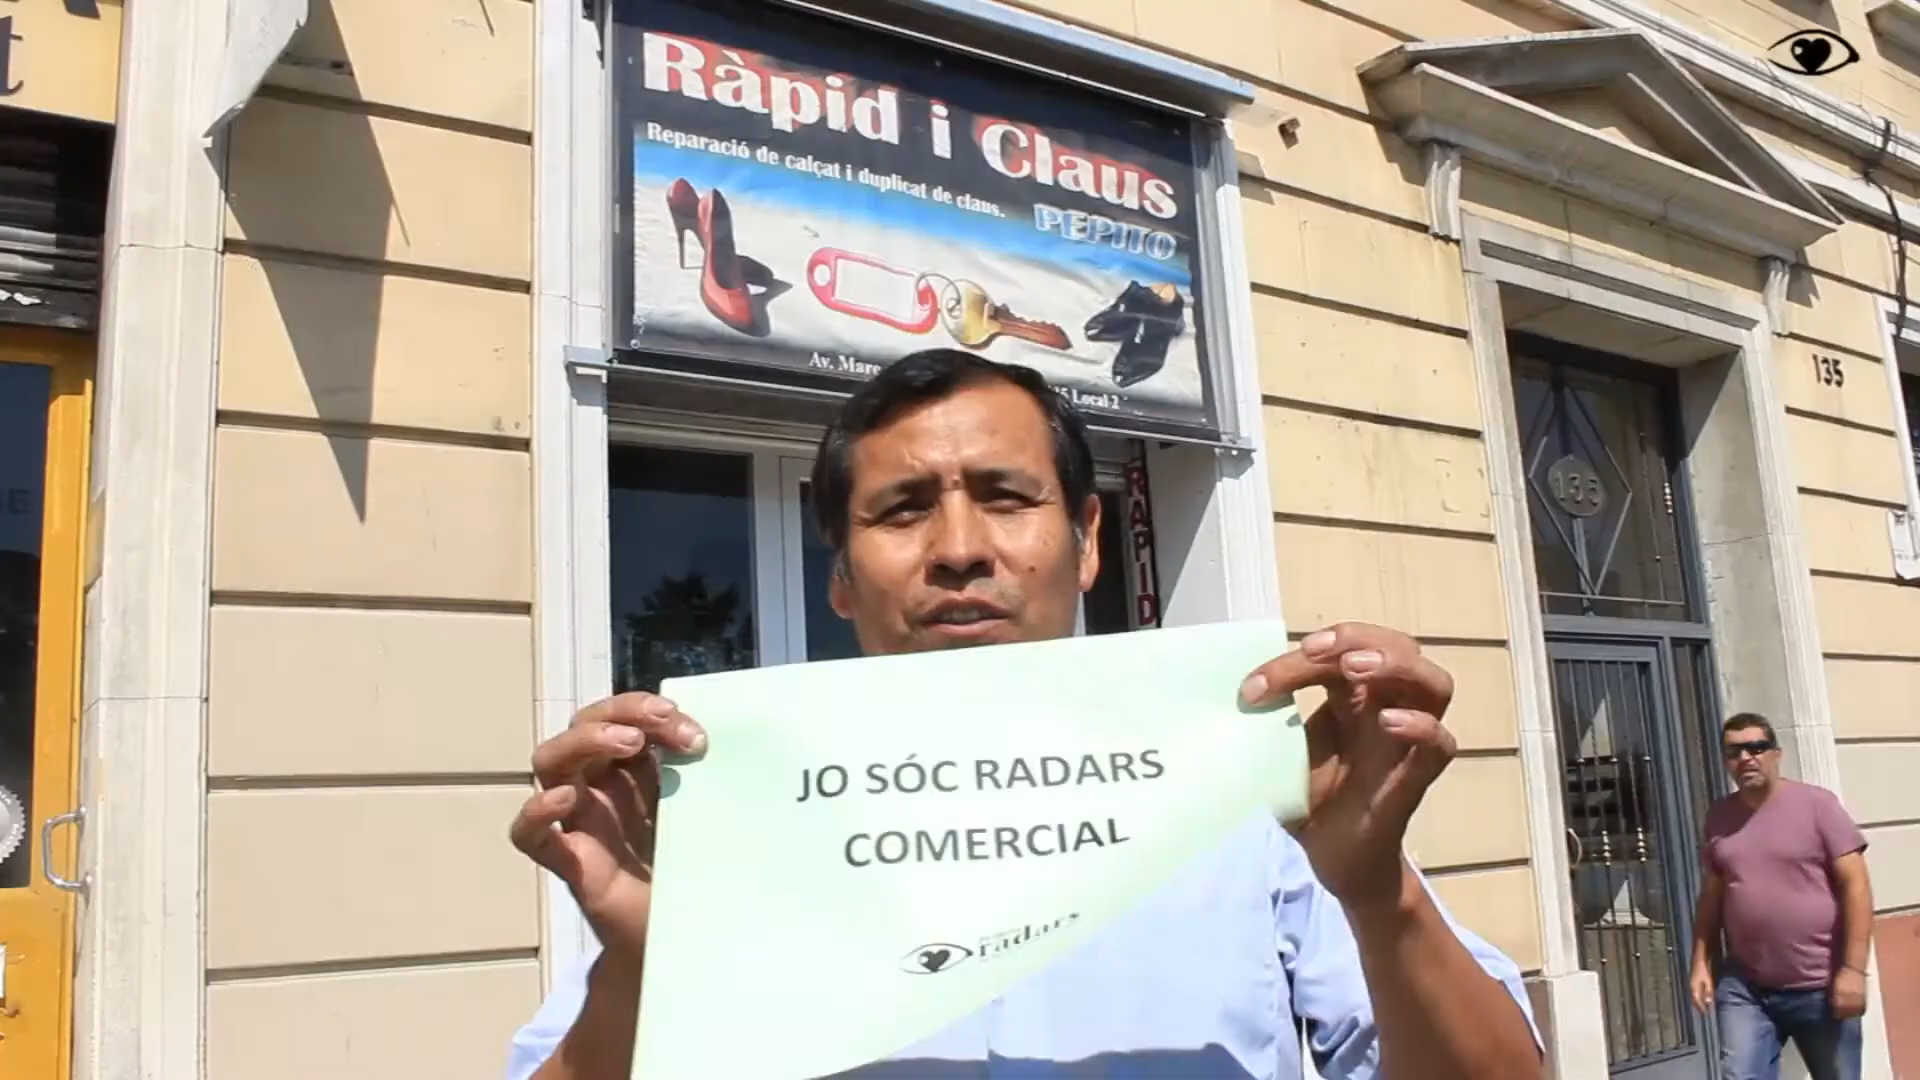 Ràpid i Claus
Reparació de calçat i duplicat de claus.
PEPITO
Av. Mare
Local 2
135
135
RAPID
JO SÓC RADARS
COMERCIAL
radars